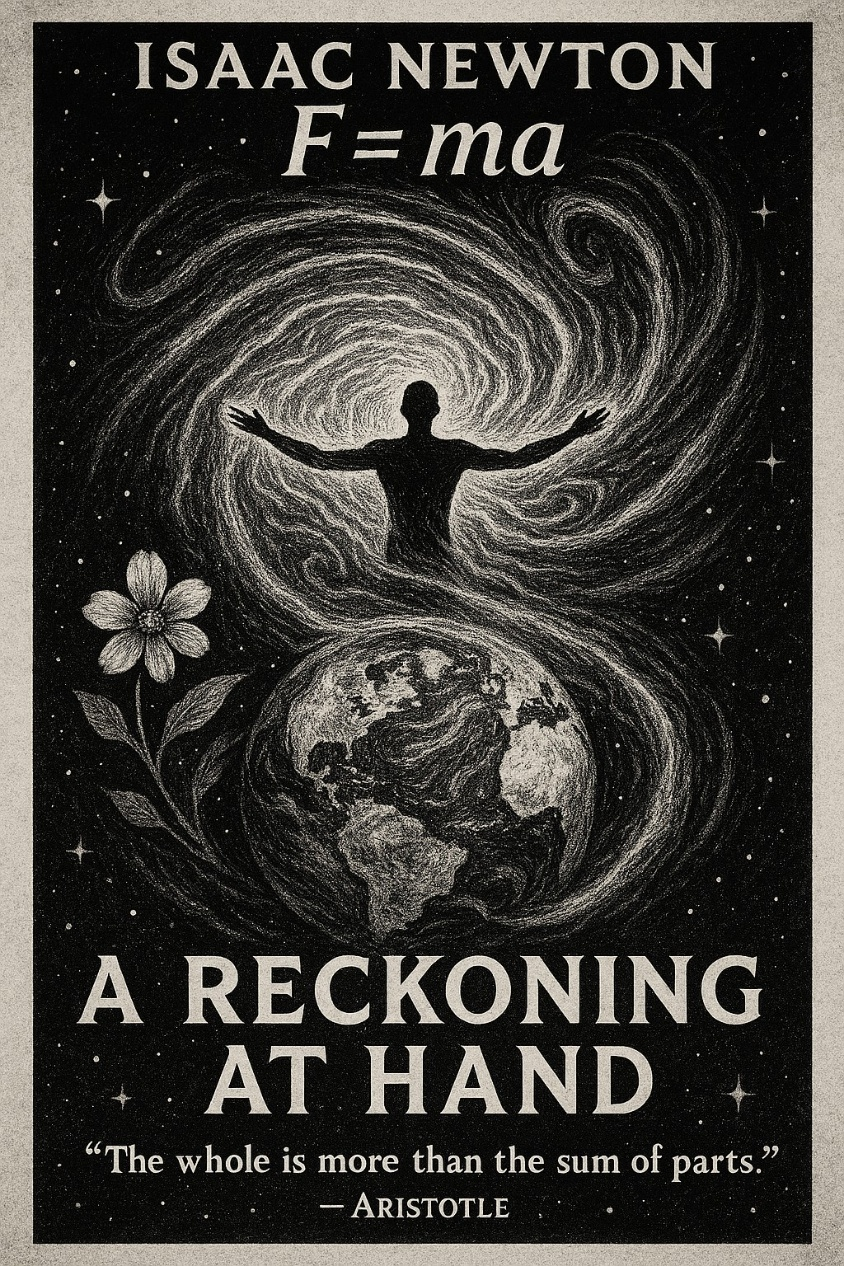 ISAAC NEWTON
F = ma
A RECKONING
AT HAND
“The whole is more than the sum of parts.”
— ARISTOTLE